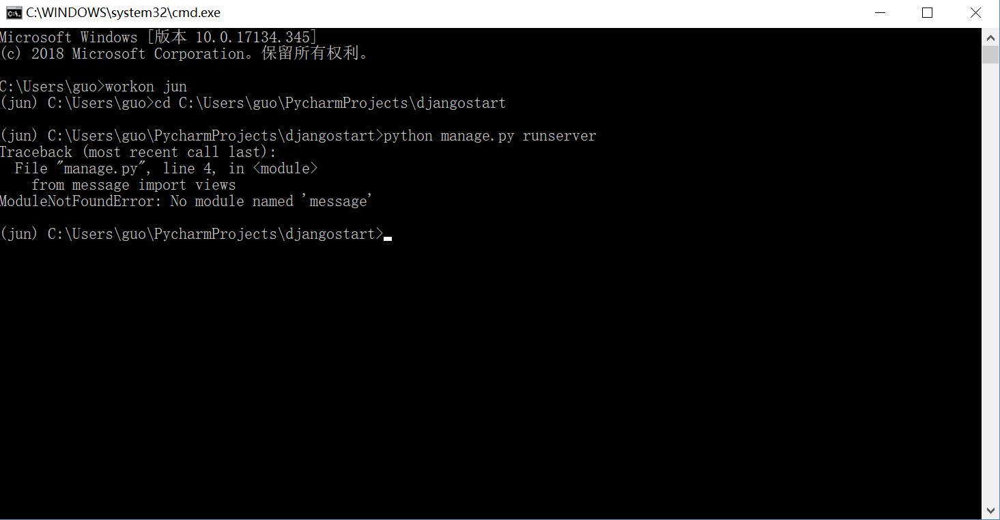 C:\WINDOWS\system32\cmd.exe
Microsoft Windows [版本 10.0.17134.345]
(c) 2018 Microsoft Corporation。保留所有权利。
C:\Users\guo>workon jun
(jun) C:\Users\guo>cd C:\Users\guo\PycharmProjects\djangostart
(jun) C:\Users\guo\PycharmProjects\djangostart>python manage.py runserver
Traceback (most recent call last):
  File "manage.py", line 4, in <module>
    from message import views
ModuleNotFoundError: No module named 'message'
(jun) C:\Users\guo\PycharmProjects\djangostart>